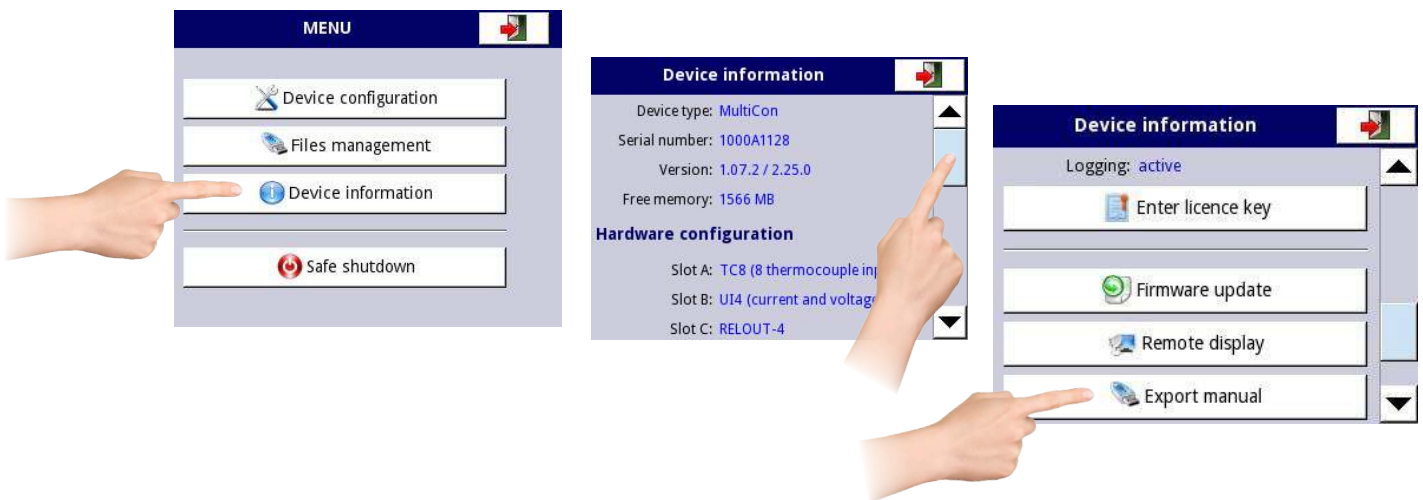 MENU
Device configuration
Files management
Device information
Safe shutdown
Device information
Device type: MultiCon
Serial number: 1000A1128
Version: 1.07.2 / 2.25.0
Free memory: 1566 MB
Hardware configuration
Slot A: TC8 (8 thermocouple
Slot B: UI4 (current and
Slot C: RELOUT-4
Device information
Logging: active
Enter licence key
Firmware update
Remote display
Export manual